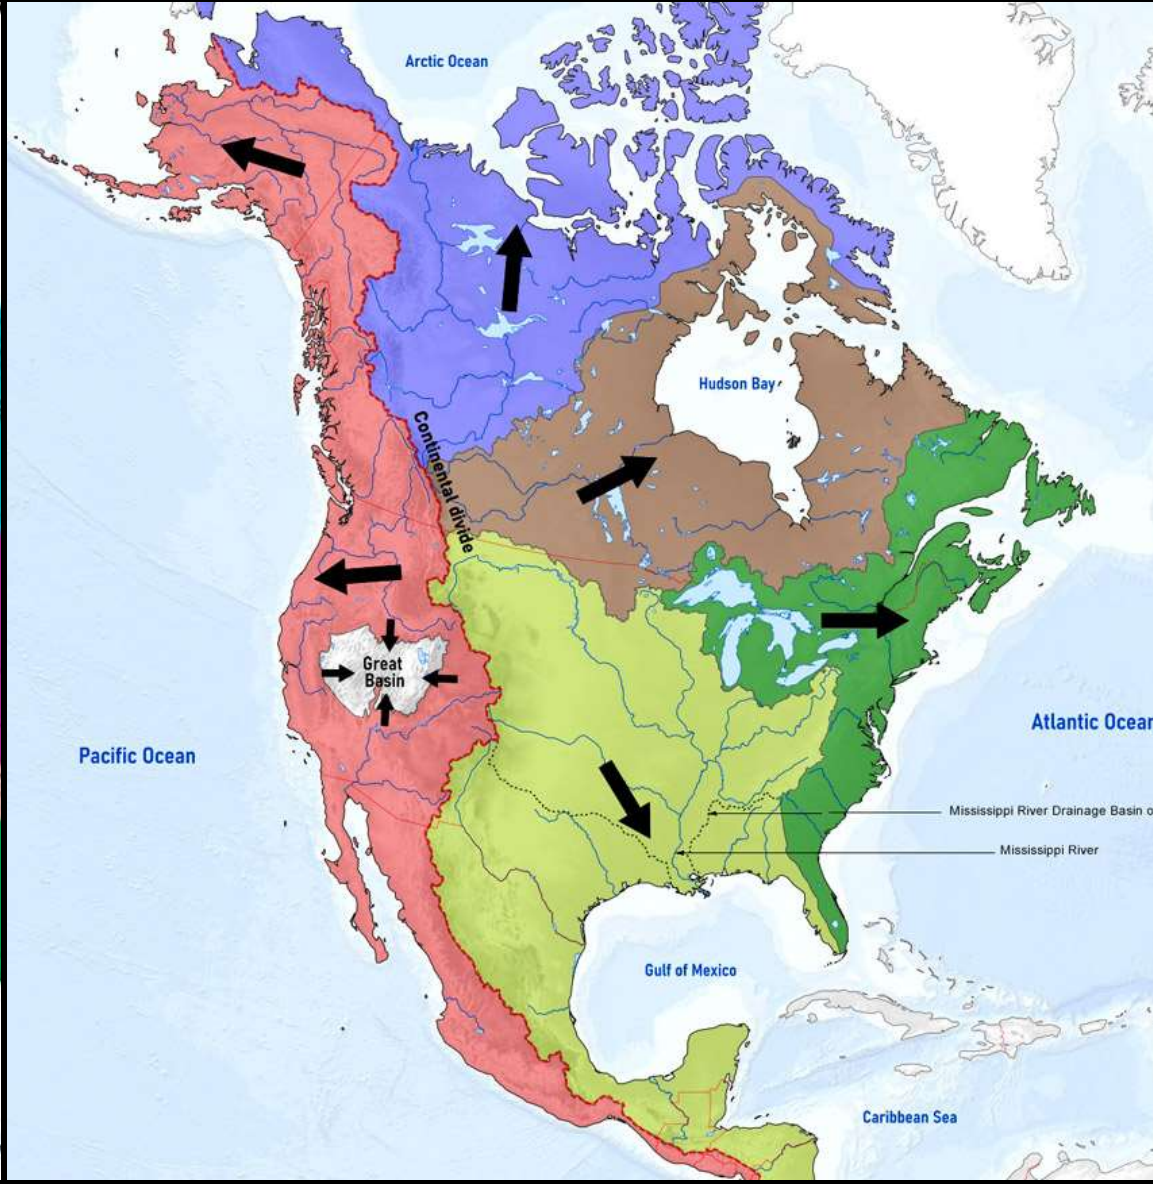 Arctic Ocean
Hudson Bay
Continental divide
Great
Basin
Pacific Ocean
Atlantic Ocean
Mississippi River Drainage Basin o
Mississippi River
Gulf of Mexico
Caribbean Sea